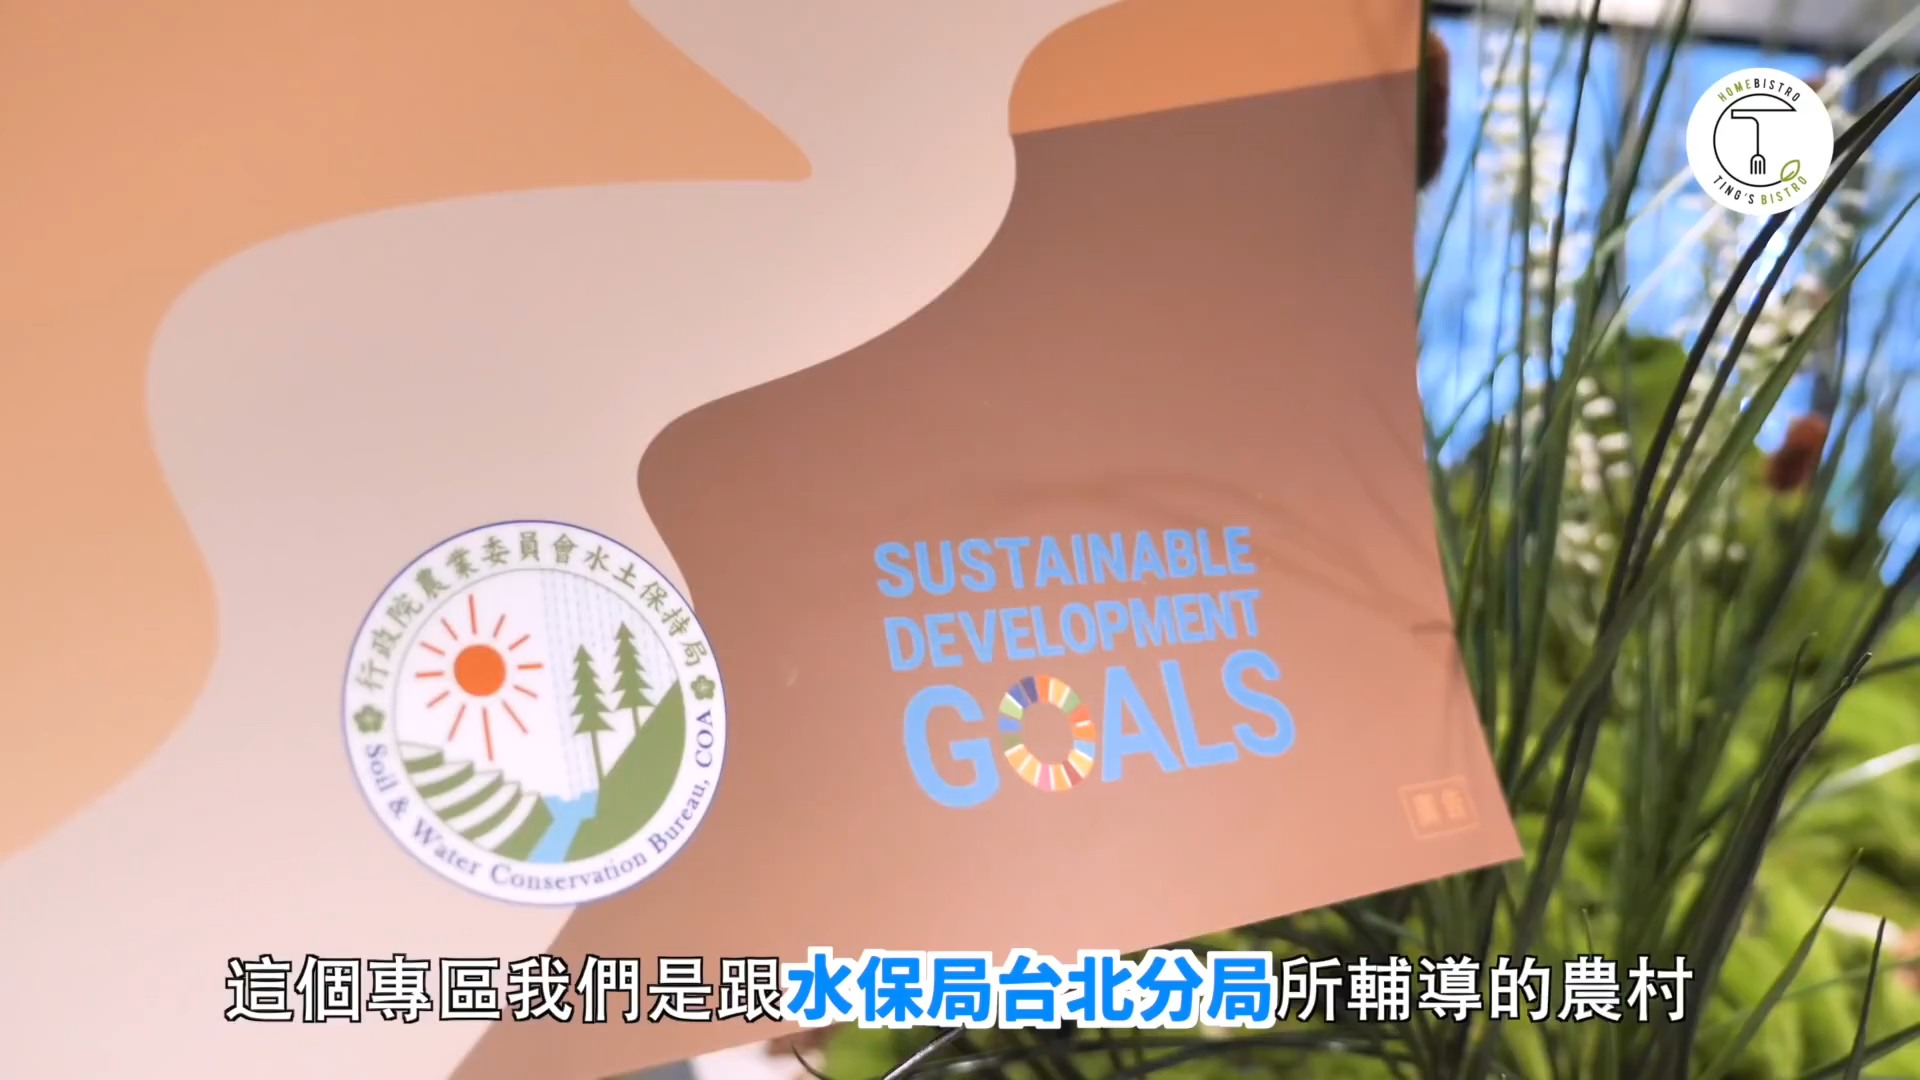 HOMEBISTRO
TING'S BISTRO
行政院農業委員會水土保持局
Soil & Water Conservation Bureau, COA
SUSTAINABLE
DEVELOPMENT
GOALS
這個專區我們是跟水保局台北分局所輔導的農村